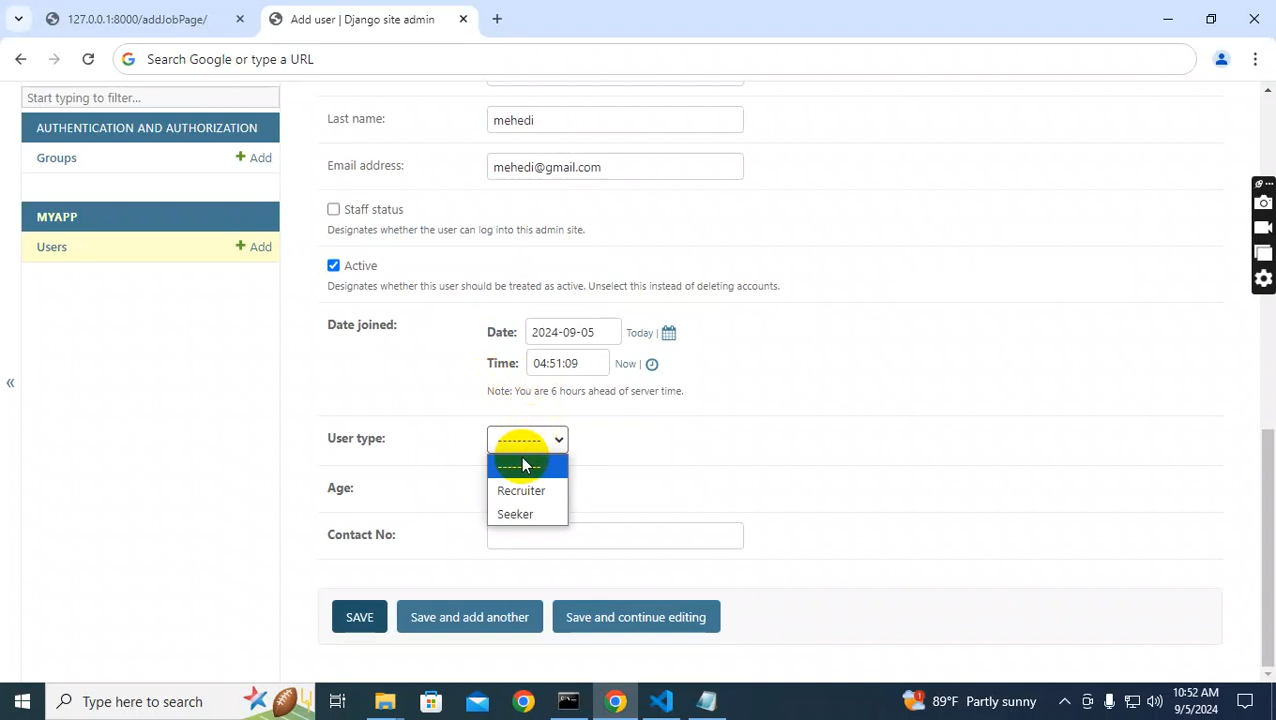 127.0.0.1:8000/addJobPage/
Add user | Django site admin
Search Google or type a URL
Start typing to filter...
AUTHENTICATION AND AUTHORIZATION
Groups + Add
MYAPP
Users + Add
«
Last name: mehedi
Email address: mehedi@gmail.com
Staff status
Designates whether the user can log into this admin site.
Active
Designates whether this user should be treated as active. Unselect this instead of deleting accounts.
Date joined:
Date: 2024-09-05 Today |
Time: 04:51:09 Now |
Note: You are 6 hours ahead of server time.
User type: ---------
---------
Recruiter
Seeker
Age:
Contact No:
SAVE Save and add another Save and continue editing
Type here to search
89°F Partly sunny
10:52 AM
9/5/2024